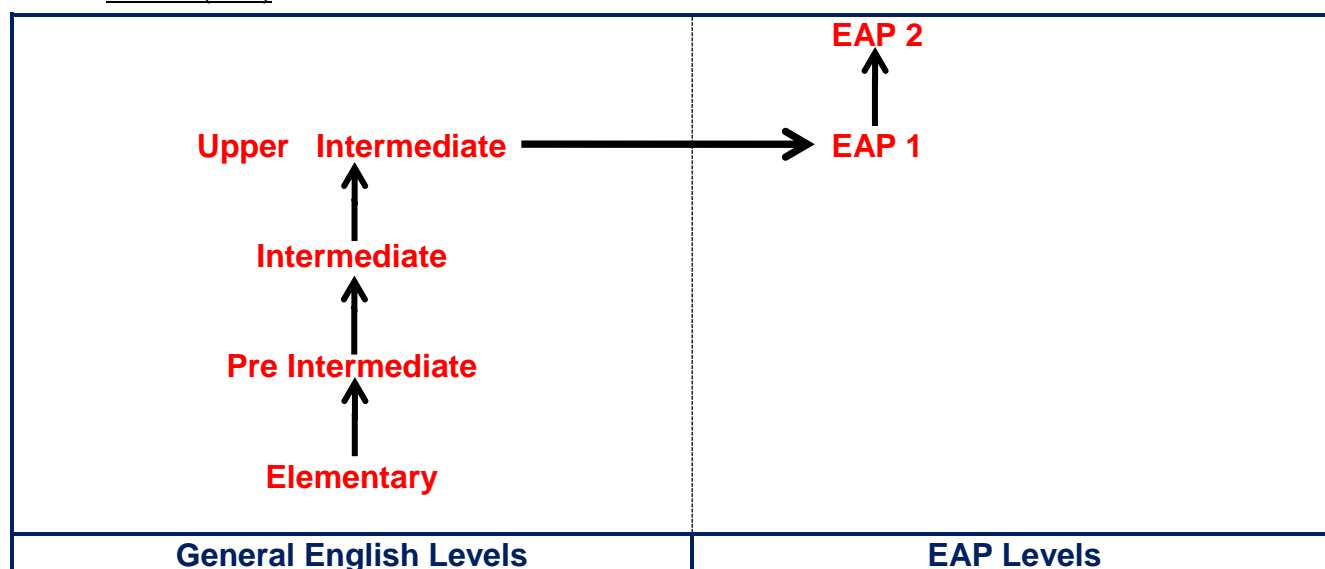 EAP 2
Upper Intermediate EAP 1
Intermediate
Pre Intermediate
Elementary
General English Levels EAP Levels